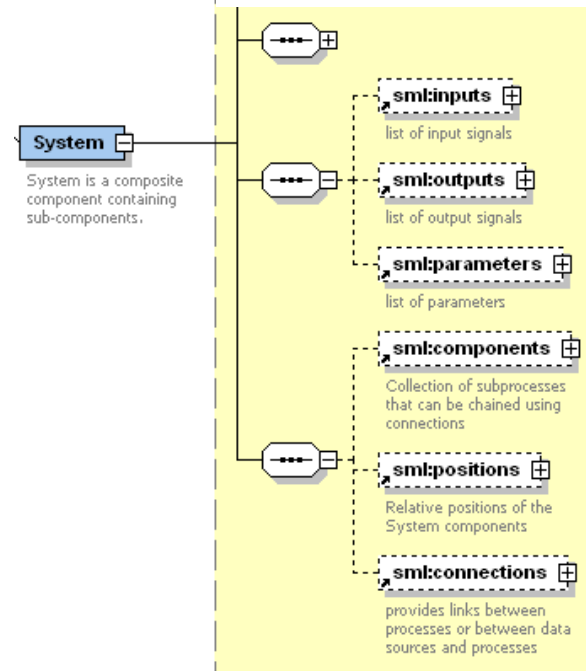 System
System is a composite
component containing
sub-components.
sml:inputs
list of input signals
sml:outputs
list of output signals
sml:parameters
list of parameters
sml:components
Collection of subprocesses
that can be chained using
connections
sml:positions
Relative positions of the
System components
sml:connections
provides links between
processes or between data
sources and processes